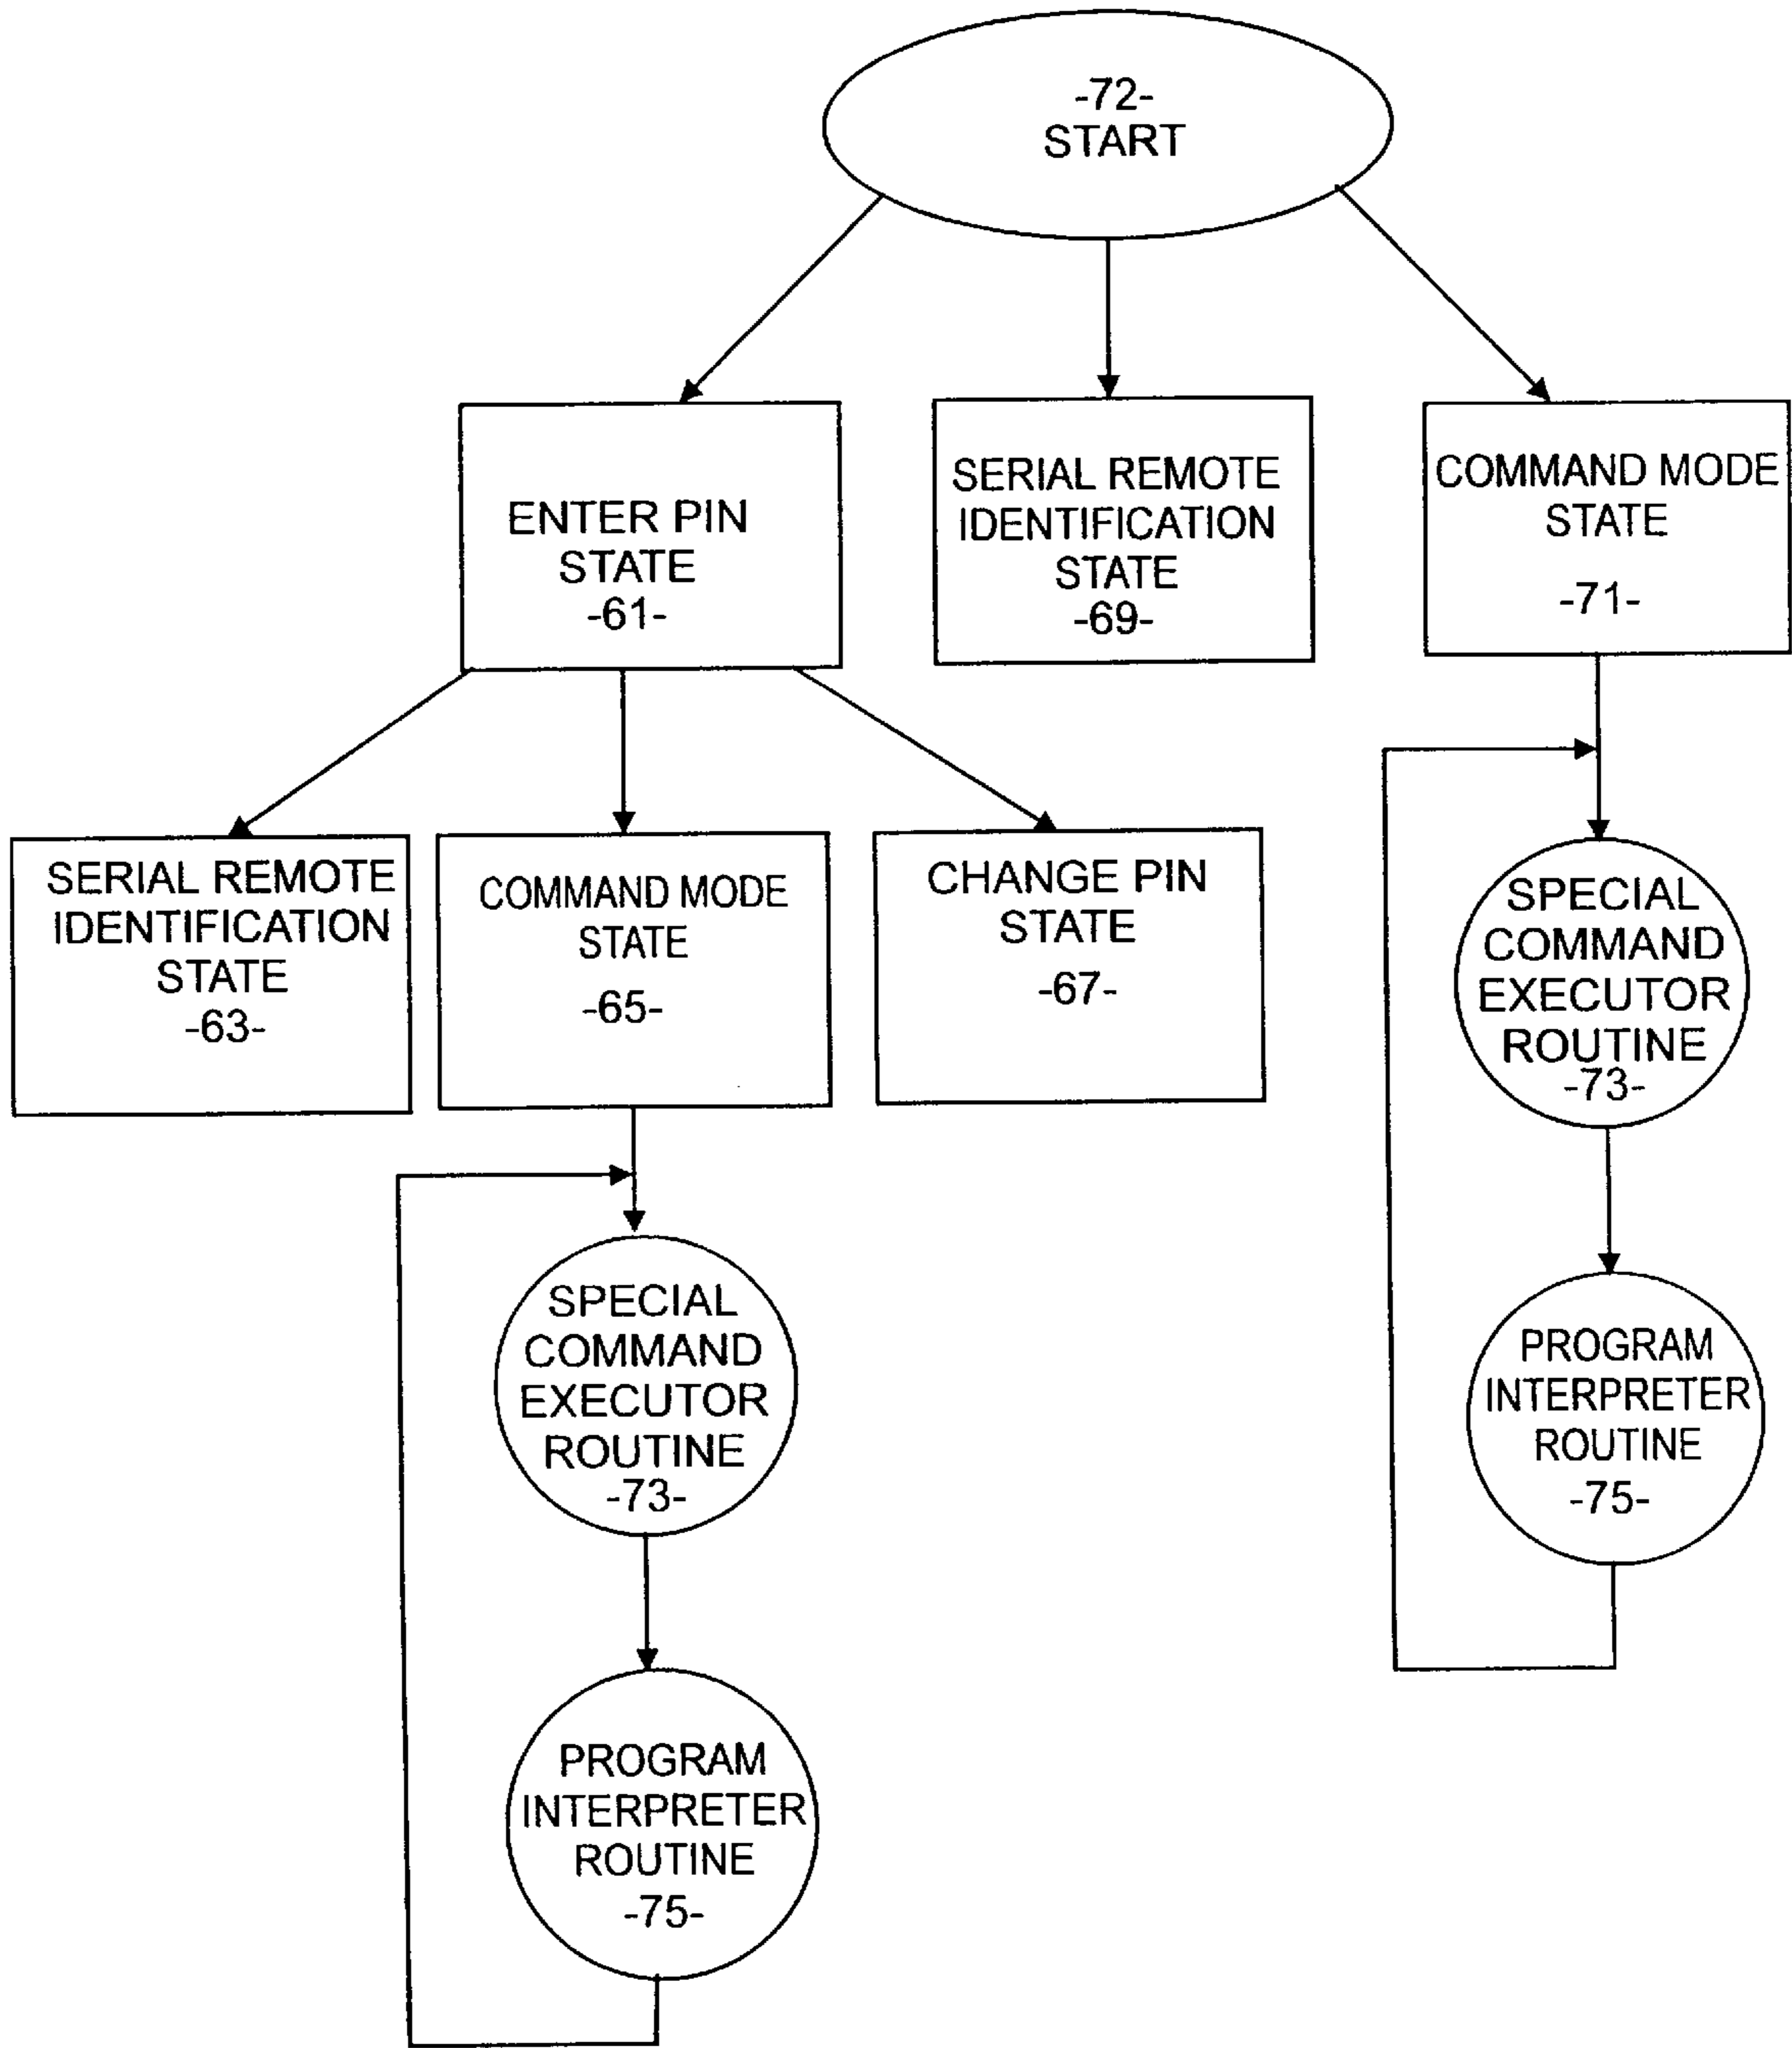 -72-
START
ENTER PIN
STATE
-61-
SERIAL REMOTE
IDENTIFICATION
STATE
-69-
COMMAND MODE
STATE
-71-
SERIAL REMOTE
IDENTIFICATION
STATE
-63-
COMMAND MODE
STATE
-65-
CHANGE PIN
STATE
-67-
SPECIAL
COMMAND
EXECUTOR
ROUTINE
-73-
PROGRAM
INTERPRETER
ROUTINE
-75-
SPECIAL
COMMAND
EXECUTOR
ROUTINE
-73-
PROGRAM
INTERPRETER
ROUTINE
-75-